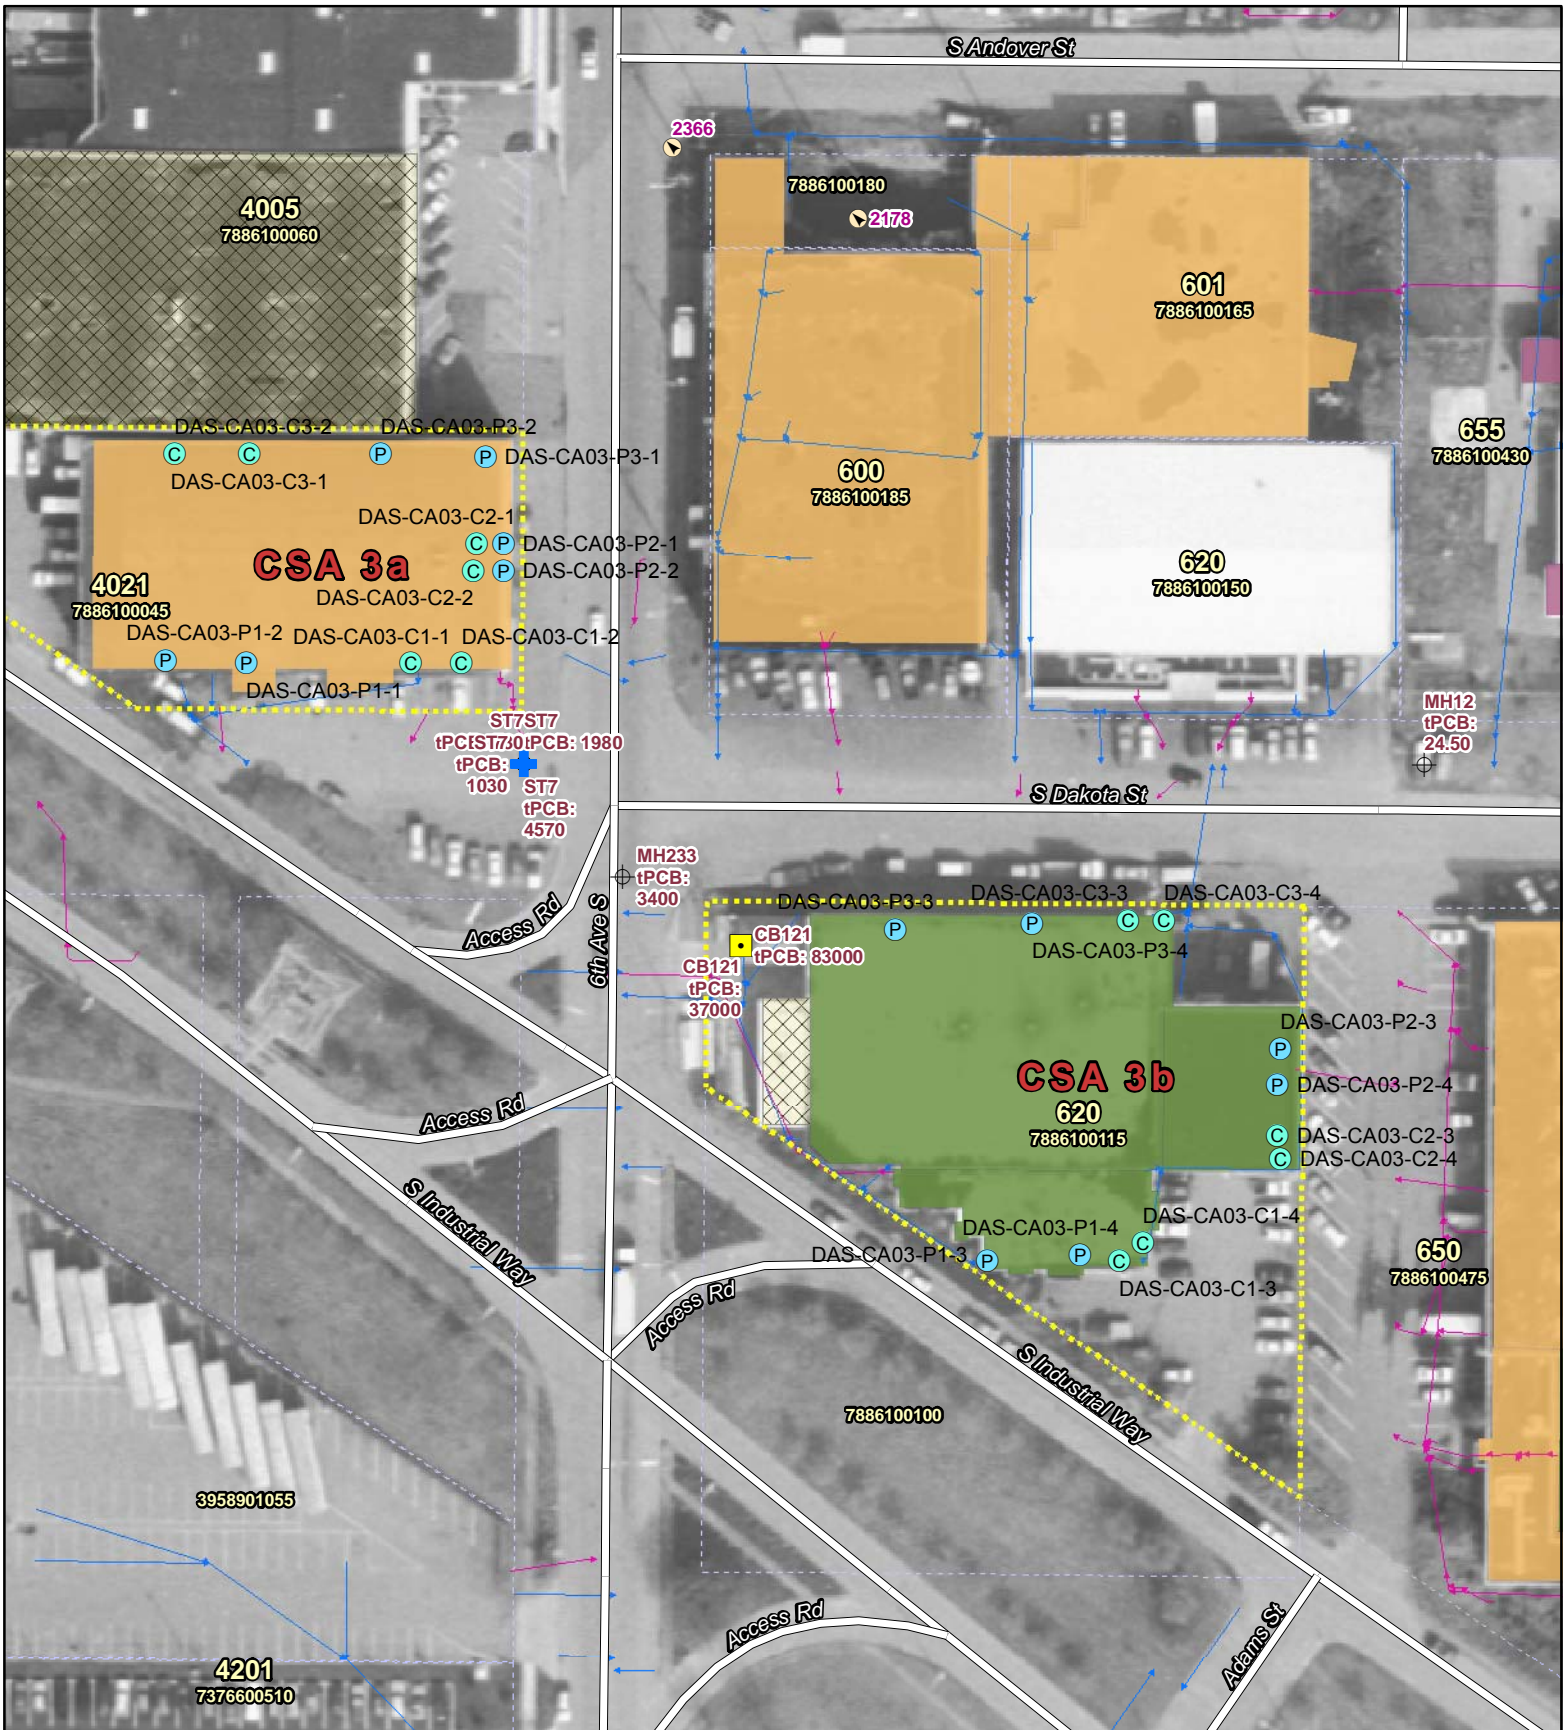 S Andover St
2366
7886100180
2178
4005
7886100060
601
7886100165
655
7886100430
600
7886100185
620
7886100150
DAS-CA03-C3-2
DAS-CA03-P3-2
C
C
P
P
DAS-CA03-P3-1
DAS-CA03-C3-1
DAS-CA03-C2-1
C
P
DAS-CA03-P2-1
CSA 3a
C
P
DAS-CA03-P2-2
4021
7886100045
DAS-CA03-C2-2
DAS-CA03-P1-2
DAS-CA03-C1-1
DAS-CA03-C1-2
P
P
C
C
DAS-CA03-P1-1
ST7
ST7
ST7
tPCB: 1980
tPCB:
1030
ST7
tPCB:
4570
MH12
tPCB:
24.50
S Dakota St
MH233
tPCB:
3400
Access Rd
6th Ave S
DAS-CA03-P3-3
DAS-CA03-C3-3
DAS-CA03-C3-4
P
P
C
C
DAS-CA03-P3-4
CB121
tPCB: 83000
CB121
tPCB:
37000
DAS-CA03-P2-3
P
CSA 3b
P
DAS-CA03-P2-4
620
7886100115
C
DAS-CA03-C2-3
C
DAS-CA03-C2-4
Access Rd
S Industrial Way
DAS-CA03-C1-4
DAS-CA03-P1-4
DAS-CA03-P1-3
P
P
C
C
DAS-CA03-C1-3
650
7886100475
Access Rd
S Industrial Way
7886100100
3958901055
Access Rd
Adams St
4201
7376600510